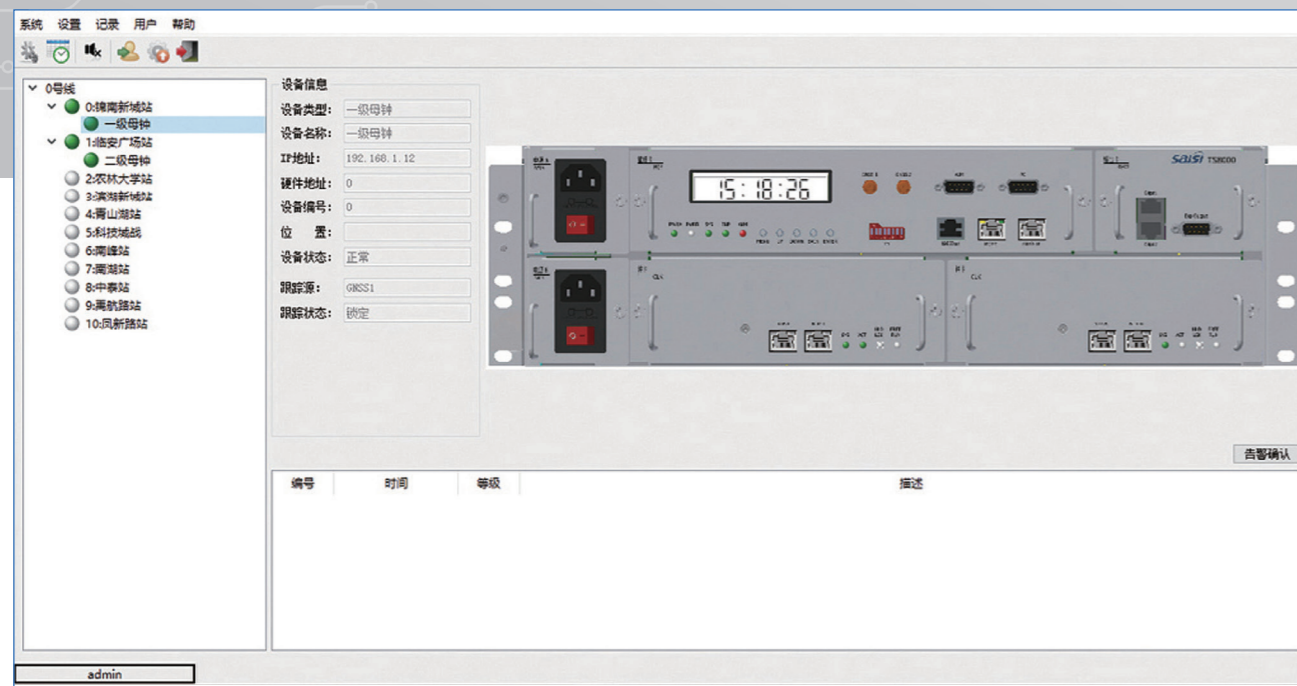 系统 设置 记录 用户 帮助
0号线
0:锦南新城站
一级母钟
1:临安广场站
二级母钟
2:农林大学站
3:滨湖新城站
4:青山湖站
5:科技城战
6:南峰站
7:南湖站
8:中泰站
9:禹航路站
10:凤新路站
设备信息
设备类型: 一级母钟
设备名称: 一级母钟
IP地址: 192.168.1.12
硬件地址: 0
设备编号: 0
位 置:
设备状态: 正常
跟踪源: GNSS1
跟踪状态: 锁定
saisi TS8000
15:18:26
CLK
CLK
告警确认
编号 时间 等级 描述
admin